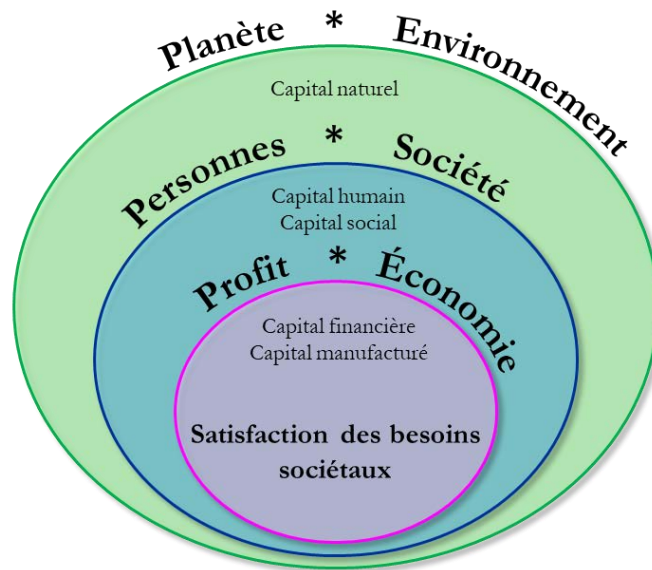 Planète * Environnement
Capital naturel
Personnes * Société
Capital humain
Capital social
Profit * Économie
Capital financière
Capital manufacturé
Satisfaction des besoins
sociétaux